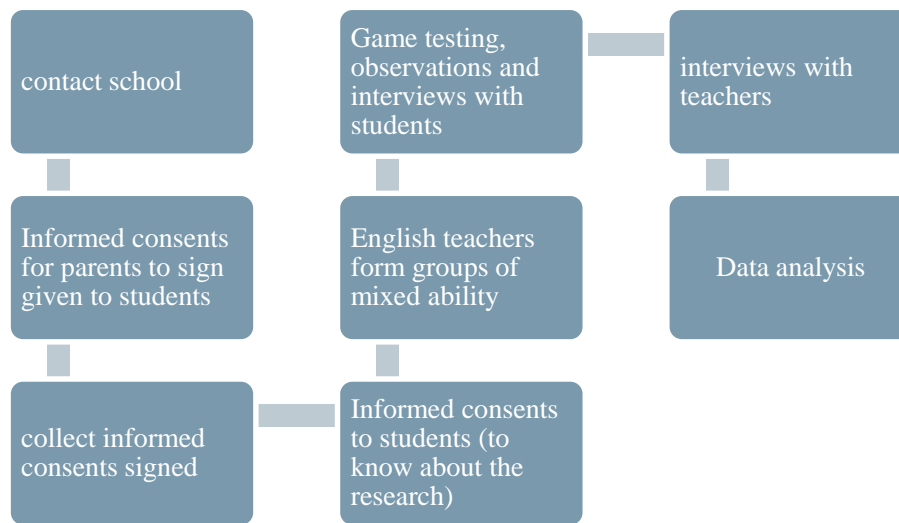 contact school
Informed consents
for parents to sign
given to students
collect informed
consents signed
Informed consents
to students (to
know about the
research)
English teachers
form groups of
mixed ability
Game testing,
observations and
interviews with
students
interviews with
teachers
Data analysis